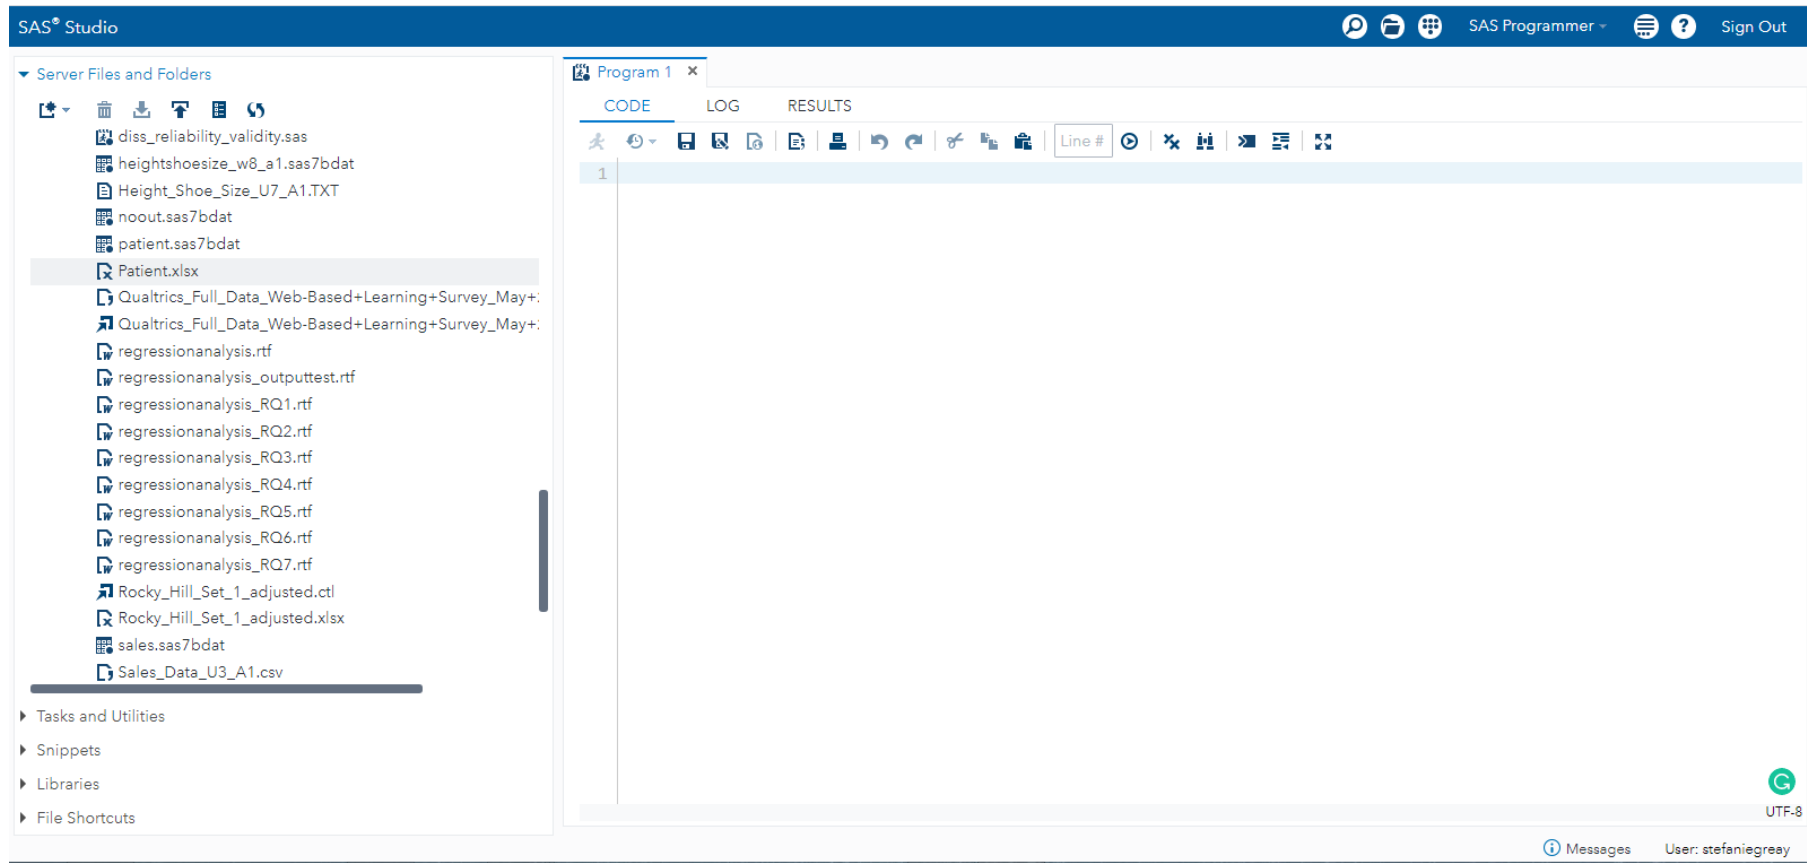 SAS® Studio
SAS Programmer
Sign Out
Server Files and Folders
diss_reliability_validity.sas
heightshoesize_w8_a1.sas7bdat
Height_Shoe_Size_U7_A1.TXT
noout.sas7bdat
patient.sas7bdat
Patient.xlsx
Qualtrics_Full_Data_Web-Based+Learning+Survey_May+
Qualtrics_Full_Data_Web-Based+Learning+Survey_May+
regressionanalysis.rtf
regressionanalysis_outputtest.rtf
regressionanalysis_RQ1.rtf
regressionanalysis_RQ2.rtf
regressionanalysis_RQ3.rtf
regressionanalysis_RQ4.rtf
regressionanalysis_RQ5.rtf
regressionanalysis_RQ6.rtf
regressionanalysis_RQ7.rtf
Rocky_Hill_Set_1_adjusted.ctl
Rocky_Hill_Set_1_adjusted.xlsx
sales.sas7bdat
Sales_Data_U3_A1.csv
Tasks and Utilities
Snippets
Libraries
File Shortcuts
Program 1
CODE LOG RESULTS
Line #
1
UTF-8
Messages User: stefaniegreay